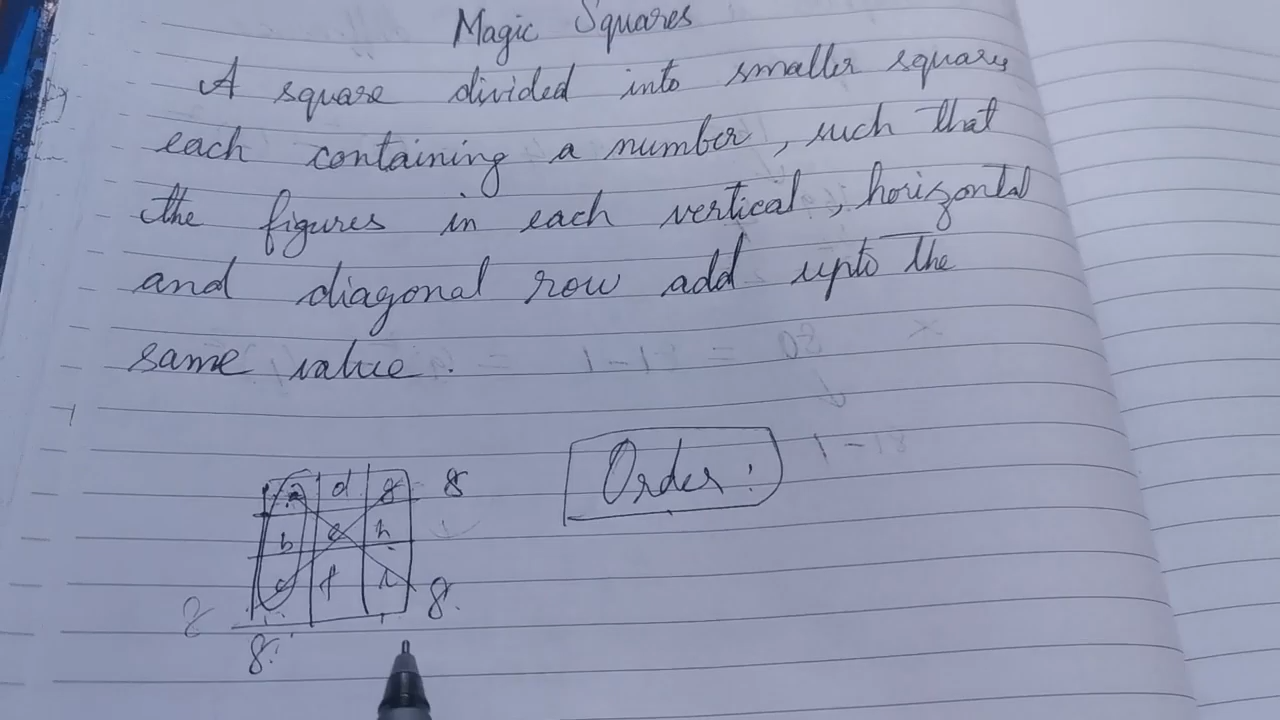 Magic Squares
A square divided into smaller squares
each containing a number, such that
the figures in each vertical, horizontal
and diagonal row add upto the
same value.
Order:
a d g 8
b e h
c f i 8.
8
8.